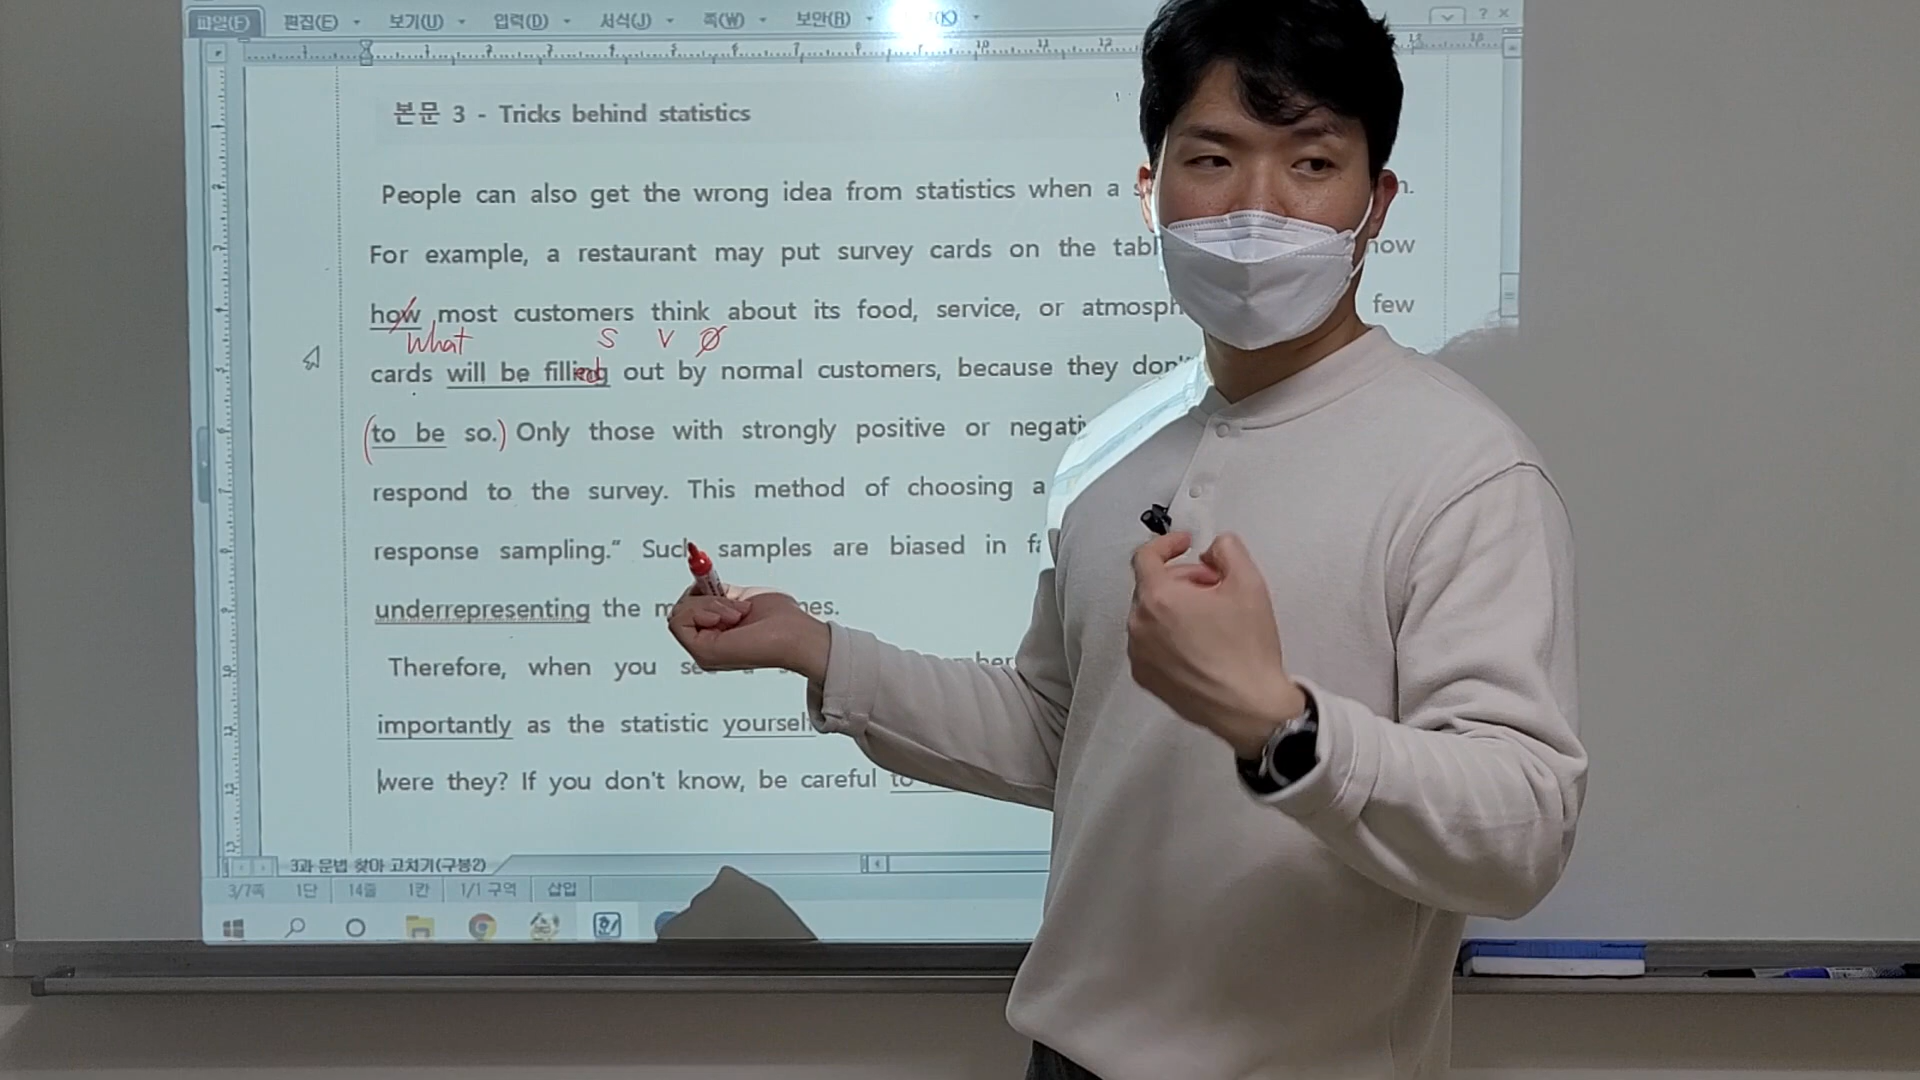 파일(F) 편집(E) 보기(U) 입력(D) 서식(J) 쪽(W) 보안(R) (K) ? ×
본문 3 - Tricks behind statistics
People can also get the wrong idea from statistics when a
For example, a restaurant may put survey cards on the
how most customers think about its food, service, or few
What S V O
cards will be filling out by normal customers, because they
ed
(to be so.) Only those with strongly positive or
respond to the survey. This method of choosing a
response sampling.” samples are biased in
underrepresenting the
Therefore, when you
importantly as the statistic
were they? If you don't know, be careful to
3과 문법 찾아 고치기(구봉2)
3/7쪽 1단 14줄 1칸 1/1 구역 삽입